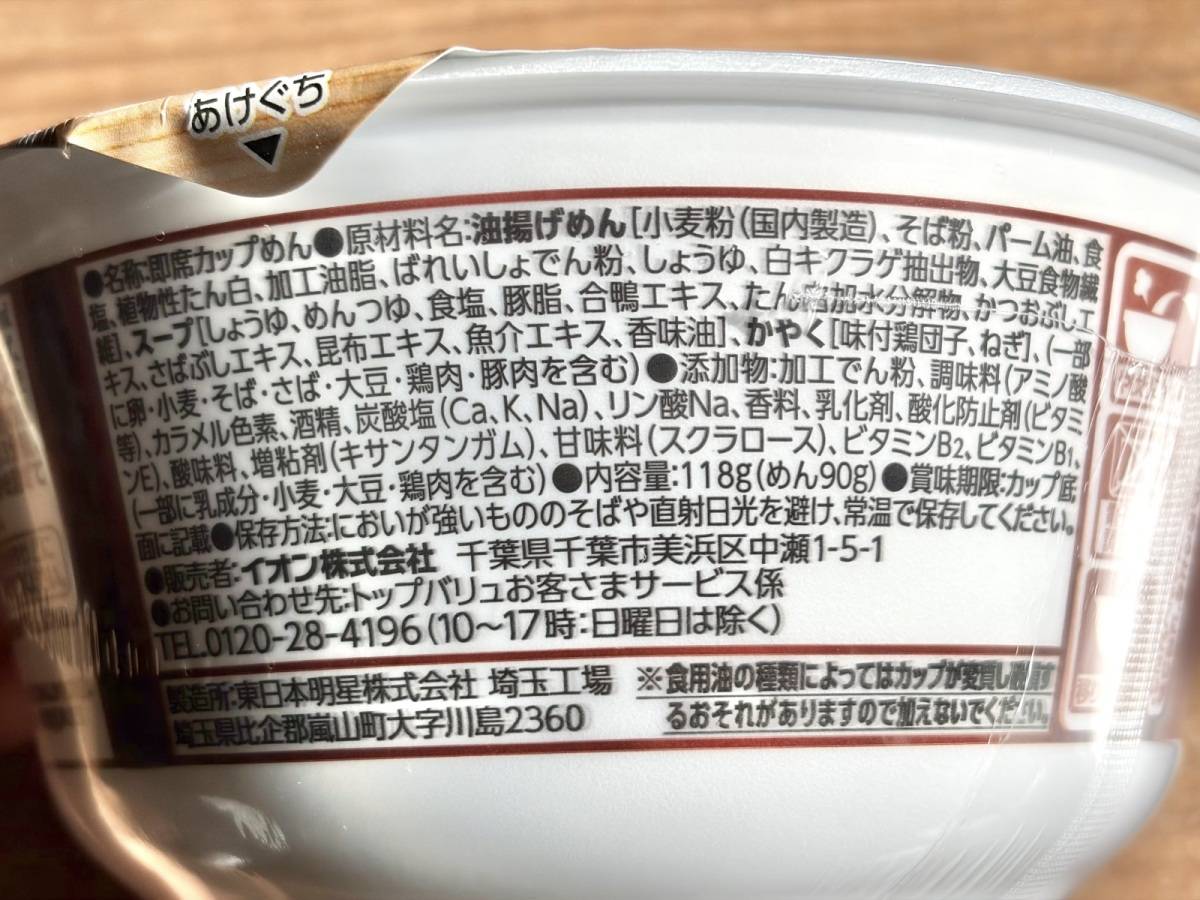 あけぐち
▼
●名称:即席カップめん●原材料名:油揚げめん[小麦粉(国内製造)、そば粉、パーム油、食
塩、植物性たん白、加工油脂、ばれいしょでん粉、しょうゆ、白キクラゲ抽出物、大豆食物繊
維]、スープ[しょうゆ、めんつゆ、食塩、豚脂、合鴨エキス、たん加水分解物、かつおぶしエ
キス、さばぶしエキス、昆布エキス、魚介エキス、香味油]、かやく[味付鶏団子、ねぎ]、(一部
に卵・小麦・そば・さば・大豆・鶏肉・豚肉を含む)●添加物:加工でん粉、調味料(アミノ酸
等)、カラメル色素、酒精、炭酸塩(Ca、K、Na)、リン酸Na、香料、乳化剤、酸化防止剤(ビタミ
ンE)、酸味料、増粘剤(キサンタンガム)、甘味料(スクラロース)、ビタミンB2、ビタミンB1、
(一部に乳成分・小麦・大豆・鶏肉を含む)●内容量:118g(めん90g)●賞味期限:カップ底
面に記載●保存方法:においが強いもののそばや直射日光を避け、常温で保存してください。
●販売者:イオン株式会社 千葉県千葉市美浜区中瀬1-5-1
●お問い合わせ先:トップバリュお客さまサービス係
TEL.0120-28-4196(10～17時:日曜日は除く)
製造所:東日本明星株式会社 埼玉工場
埼玉県比企郡嵐山町大字川島2360
※食用油の種類によってはカップが変質しす
るおそれがありますので加えないでください。